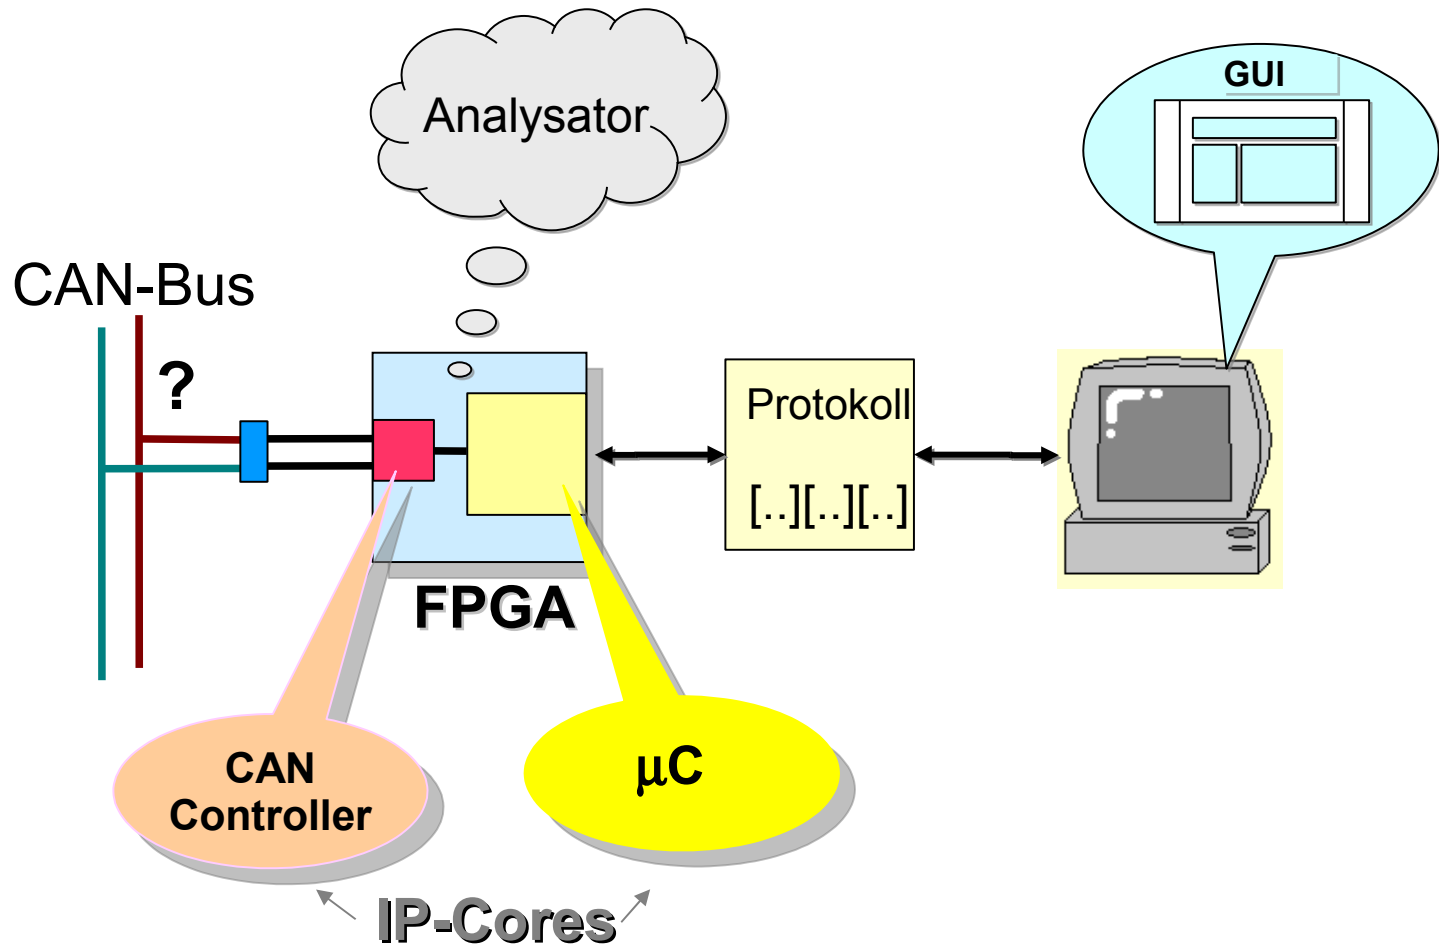 Analysator
GUI
CAN-Bus
?
Protokoll
[..][..][..]
FPGA
CAN
Controller
μC
IP-Cores